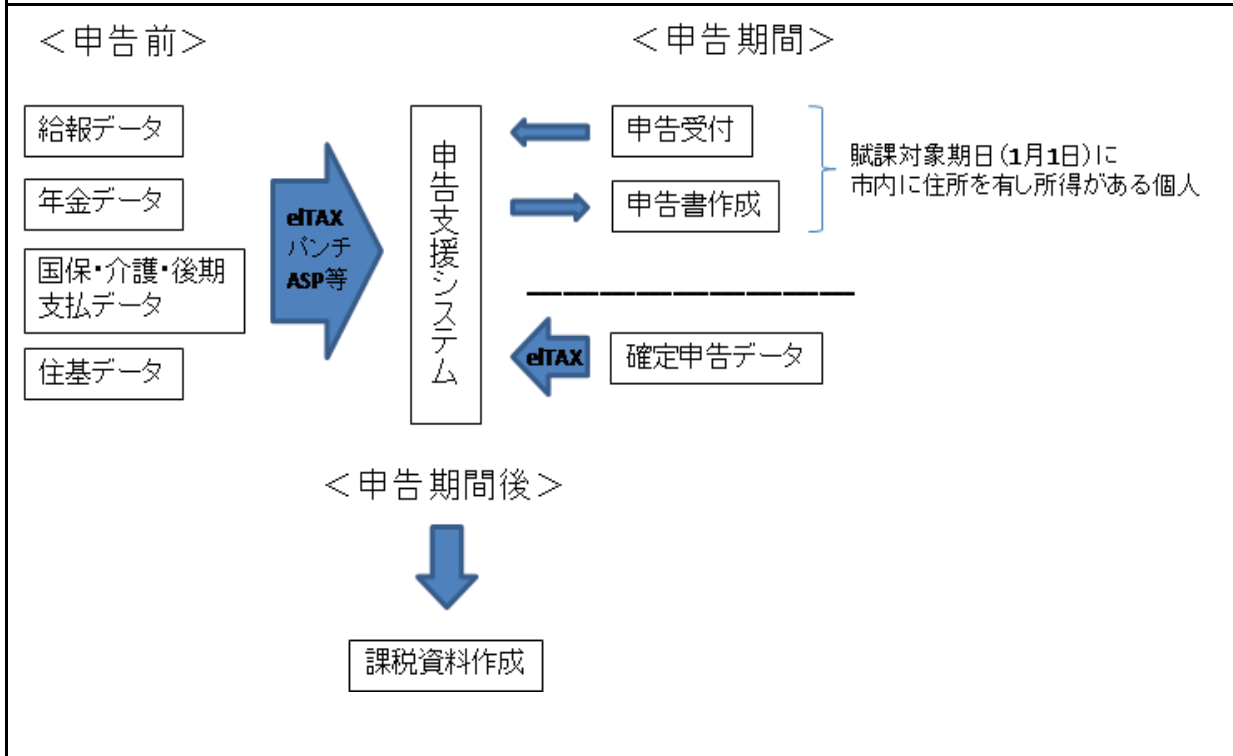 ＜申告前＞
給報データ
年金データ
国保・介護・後期
支払データ
住基データ
elTAX
パンチ
ASP等
申告支援システム
＜申告期間＞
申告受付
申告書作成
賦課対象期日（1月1日）に
市内に住所を有し所得がある個人
elTAX
確定申告データ
＜申告期間後＞
課税資料作成